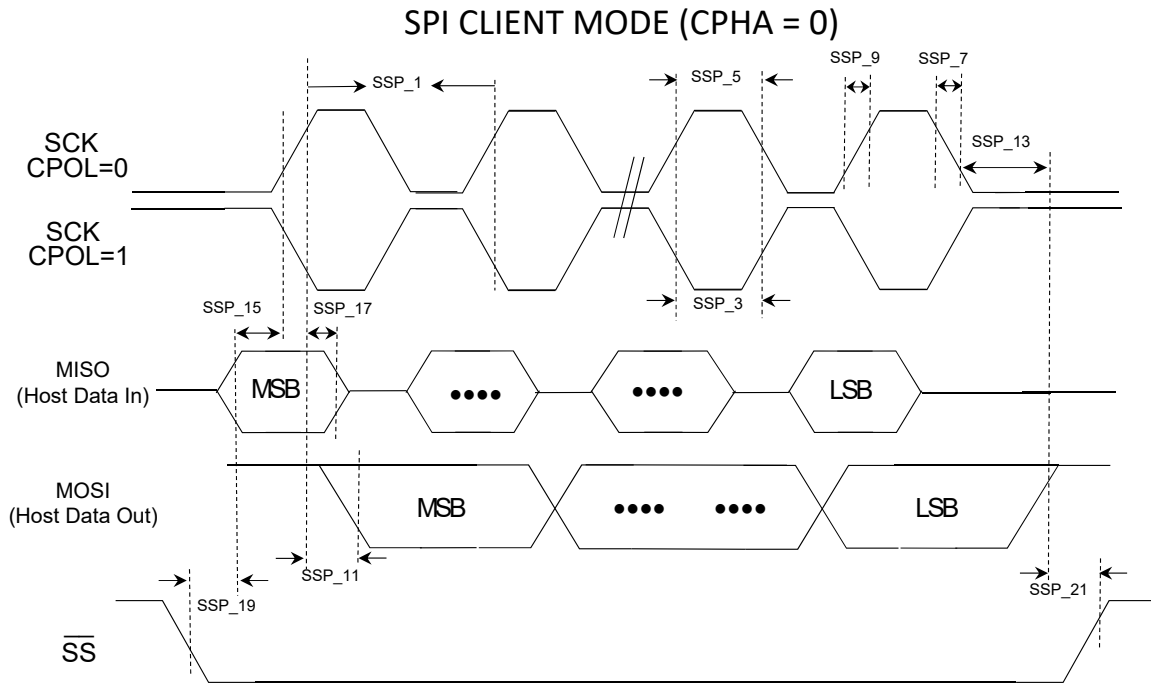 SPI CLIENT MODE (CPHA = 0)
SSP_9
SSP_7
SSP_1
SSP_5
SCK
CPOL=0
SSP_13
SCK
CPOL=1
SSP_3
SSP_15
SSP_17
MISO
(Host Data In)
MSB
●●●●
●●●●
LSB
MOSI
(Host Data Out)
MSB
●●●●
●●●●
LSB
SSP_11
SSP_19
SSP_21
SS